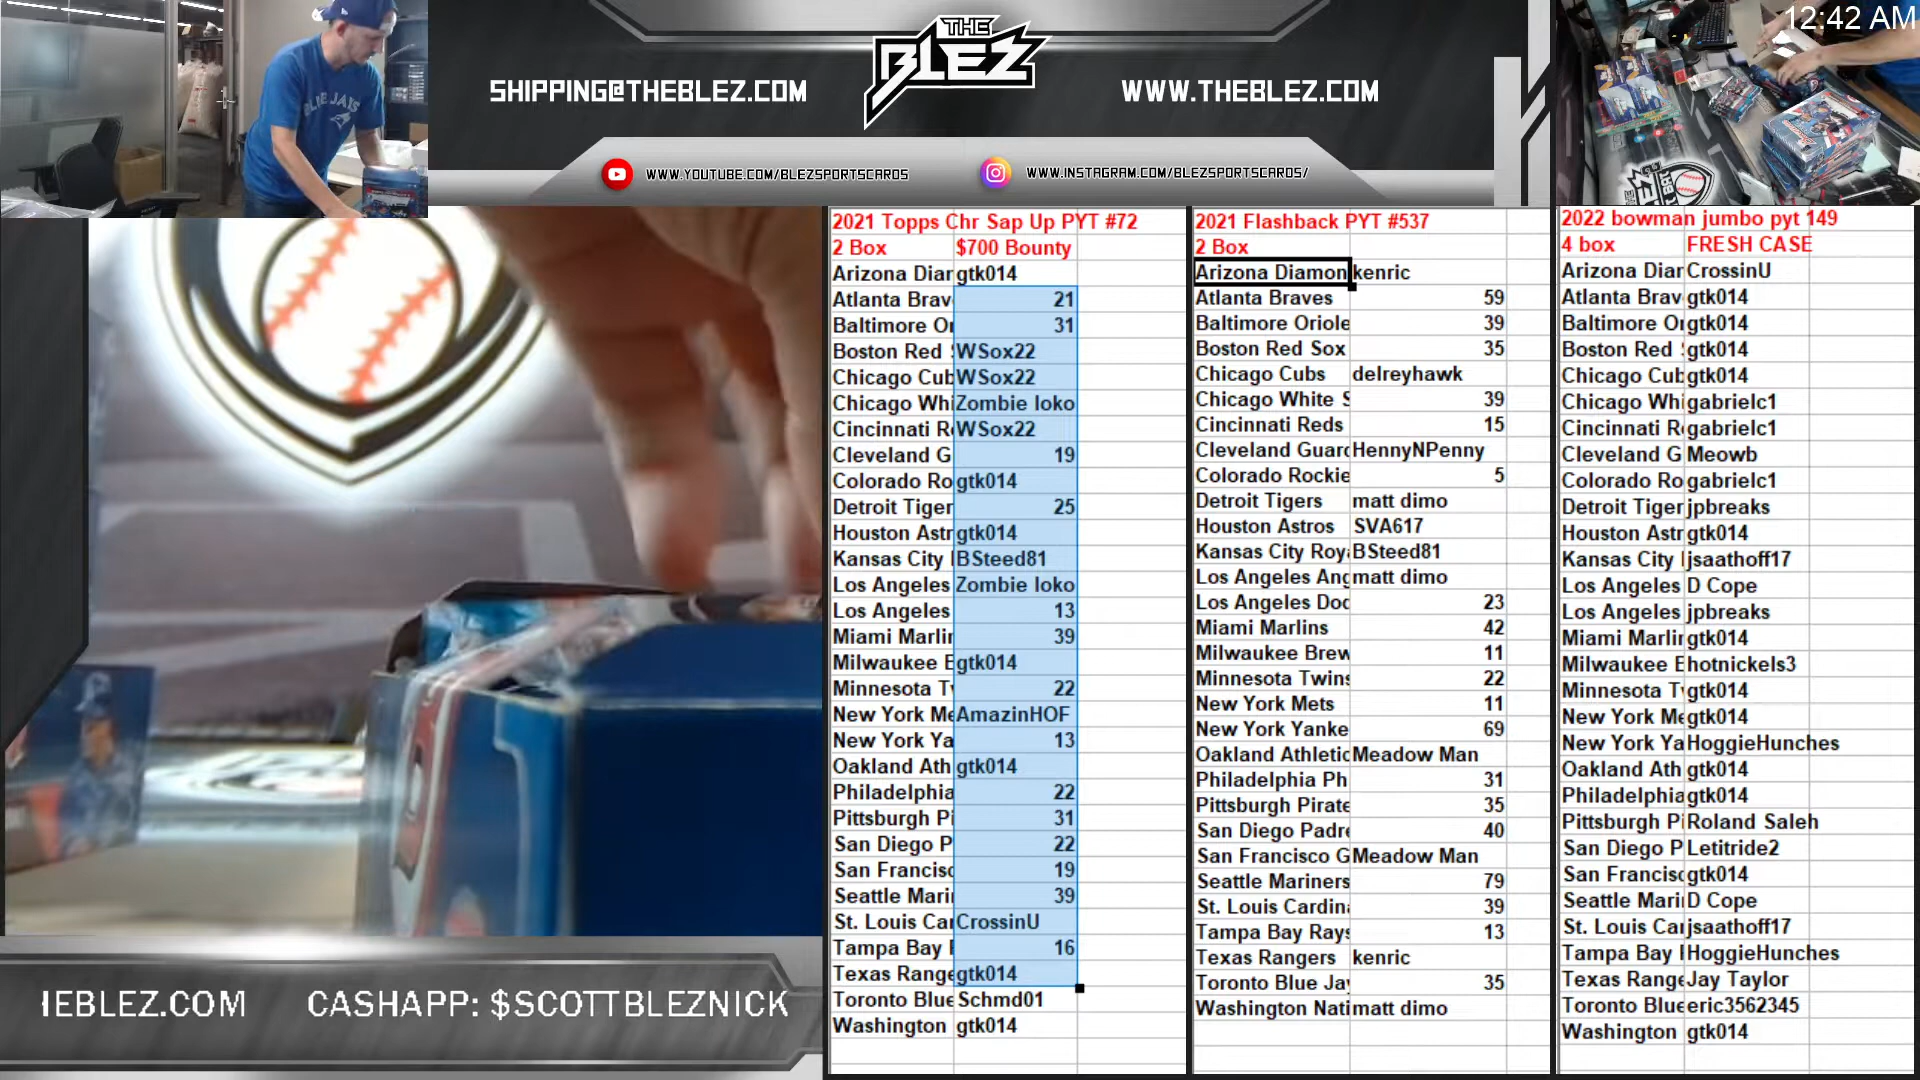 12:42 AM
THE
BLEZ
SHIPPING@THEBLEZ.COM
WWW.THEBLEZ.COM
WWW.YOUTUBE.COM/BLEZSPORTSCARDS
WWW.INSTAGRAM.COM/BLEZSPORTSCARDS/
BLUE JAYS
2021 Topps Chr Sap Up PYT #72
2 Box $700 Bounty
Arizona Diar gtk014
Atlanta Brav 21
Baltimore Or 31
Boston Red S WSox22
Chicago Cub WSox22
Chicago Whi Zombie loko
Cincinnati R WSox22
Cleveland G 19
Colorado Ro gtk014
Detroit Tiger 25
Houston Astr gtk014
Kansas City BSteed81
Los Angeles Zombie loko
Los Angeles 13
Miami Marlin 39
Milwaukee B gtk014
Minnesota Tw 22
New York Me AmazinHOF
New York Ya 13
Oakland Ath gtk014
Philadelphia 22
Pittsburgh Pi 31
San Diego P 22
San Francisc 19
Seattle Mari 39
St. Louis Car CrossinU
Tampa Bay 16
Texas Range gtk014
Toronto Blue Schmd01
Washington gtk014
2021 Flashback PYT #537
2 Box
Arizona Diamon kenric
Atlanta Braves 59
Baltimore Oriole 39
Boston Red Sox 35
Chicago Cubs delreyhawk
Chicago White S 39
Cincinnati Reds 15
Cleveland Guard HennyNPenny
Colorado Rockie 5
Detroit Tigers matt dimo
Houston Astros SVA617
Kansas City Roy BSteed81
Los Angeles Ang matt dimo
Los Angeles Dod 23
Miami Marlins 42
Milwaukee Brew 11
Minnesota Twins 22
New York Mets 11
New York Yanke 69
Oakland Athletic Meadow Man
Philadelphia Ph 31
Pittsburgh Pirate 35
San Diego Padre 40
San Francisco G Meadow Man
Seattle Mariners 79
St. Louis Cardin 39
Tampa Bay Rays 13
Texas Rangers kenric
Toronto Blue Jay 35
Washington Nati matt dimo
2022 bowman jumbo pyt 149
4 box FRESH CASE
Arizona Diar CrossinU
Atlanta Brav gtk014
Baltimore Or gtk014
Boston Red gtk014
Chicago Cub gtk014
Chicago Whi gabrielc1
Cincinnati R gabrielc1
Cleveland G Meowb
Colorado Ro gabrielc1
Detroit Tiger jpbreaks
Houston Astr gtk014
Kansas City jsaathoff17
Los Angeles D Cope
Los Angeles jpbreaks
Miami Marlin gtk014
Milwaukee B hotnickels3
Minnesota Tw gtk014
New York Me gtk014
New York Ya HoggieHunches
Oakland Ath gtk014
Philadelphia gtk014
Pittsburgh Pi Roland Saleh
San Diego P Letitride2
San Francisc gtk014
Seattle Mari D Cope
St. Louis Car jsaathoff17
Tampa Bay HoggieHunches
Texas Range Jay Taylor
Toronto Blue eric3562345
Washington gtk014
IEBLEZ.COM CASHAPP: $SCOTTBLEZNICK